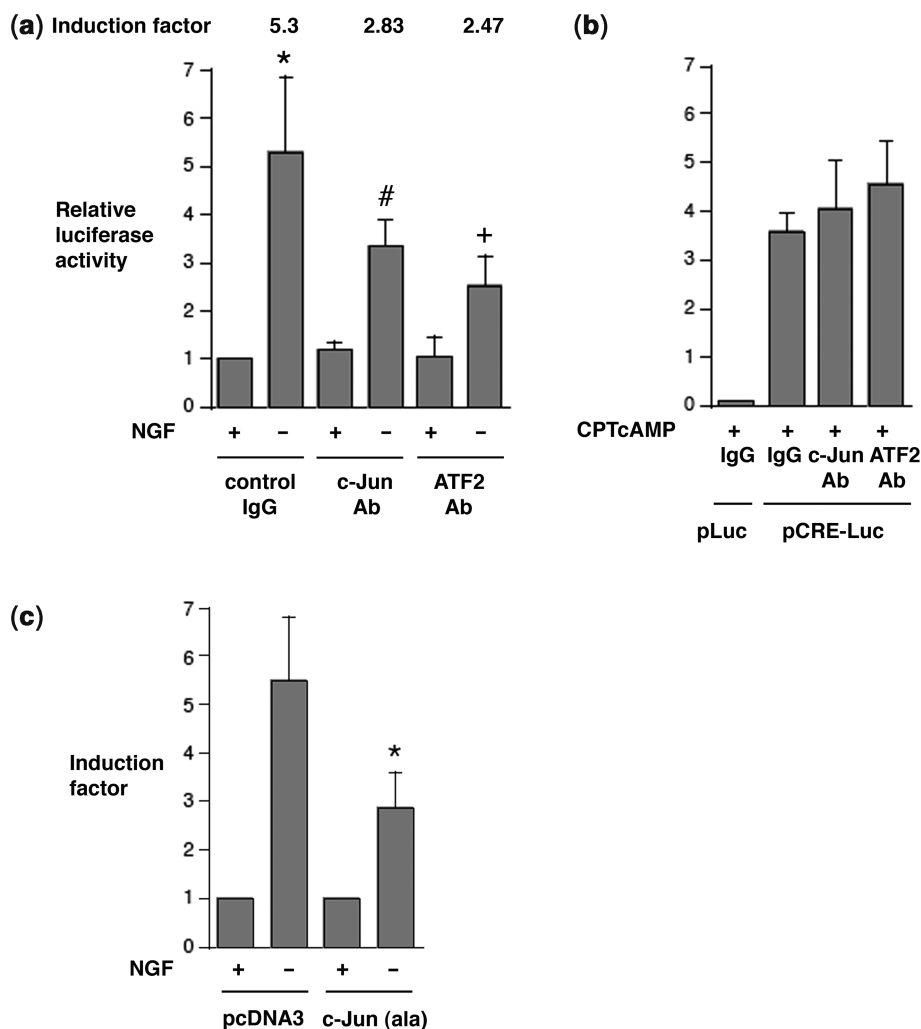 (a) Induction factor 5.3 2.83 2.47
* # +
7
6
5
4
3
2
1
0
Relative
luciferase
activity
NGF + – + – + –
control c-Jun ATF2
IgG Ab Ab
(b)
7
6
5
4
3
2
1
0
CPTcAMP + + + +
IgG IgG c-Jun ATF2
Ab Ab
pLuc pCRE-Luc
(c)
7
6
5
4
3
2
1
0
*
Induction
factor
NGF + – + –
pcDNA3 c-Jun (ala)